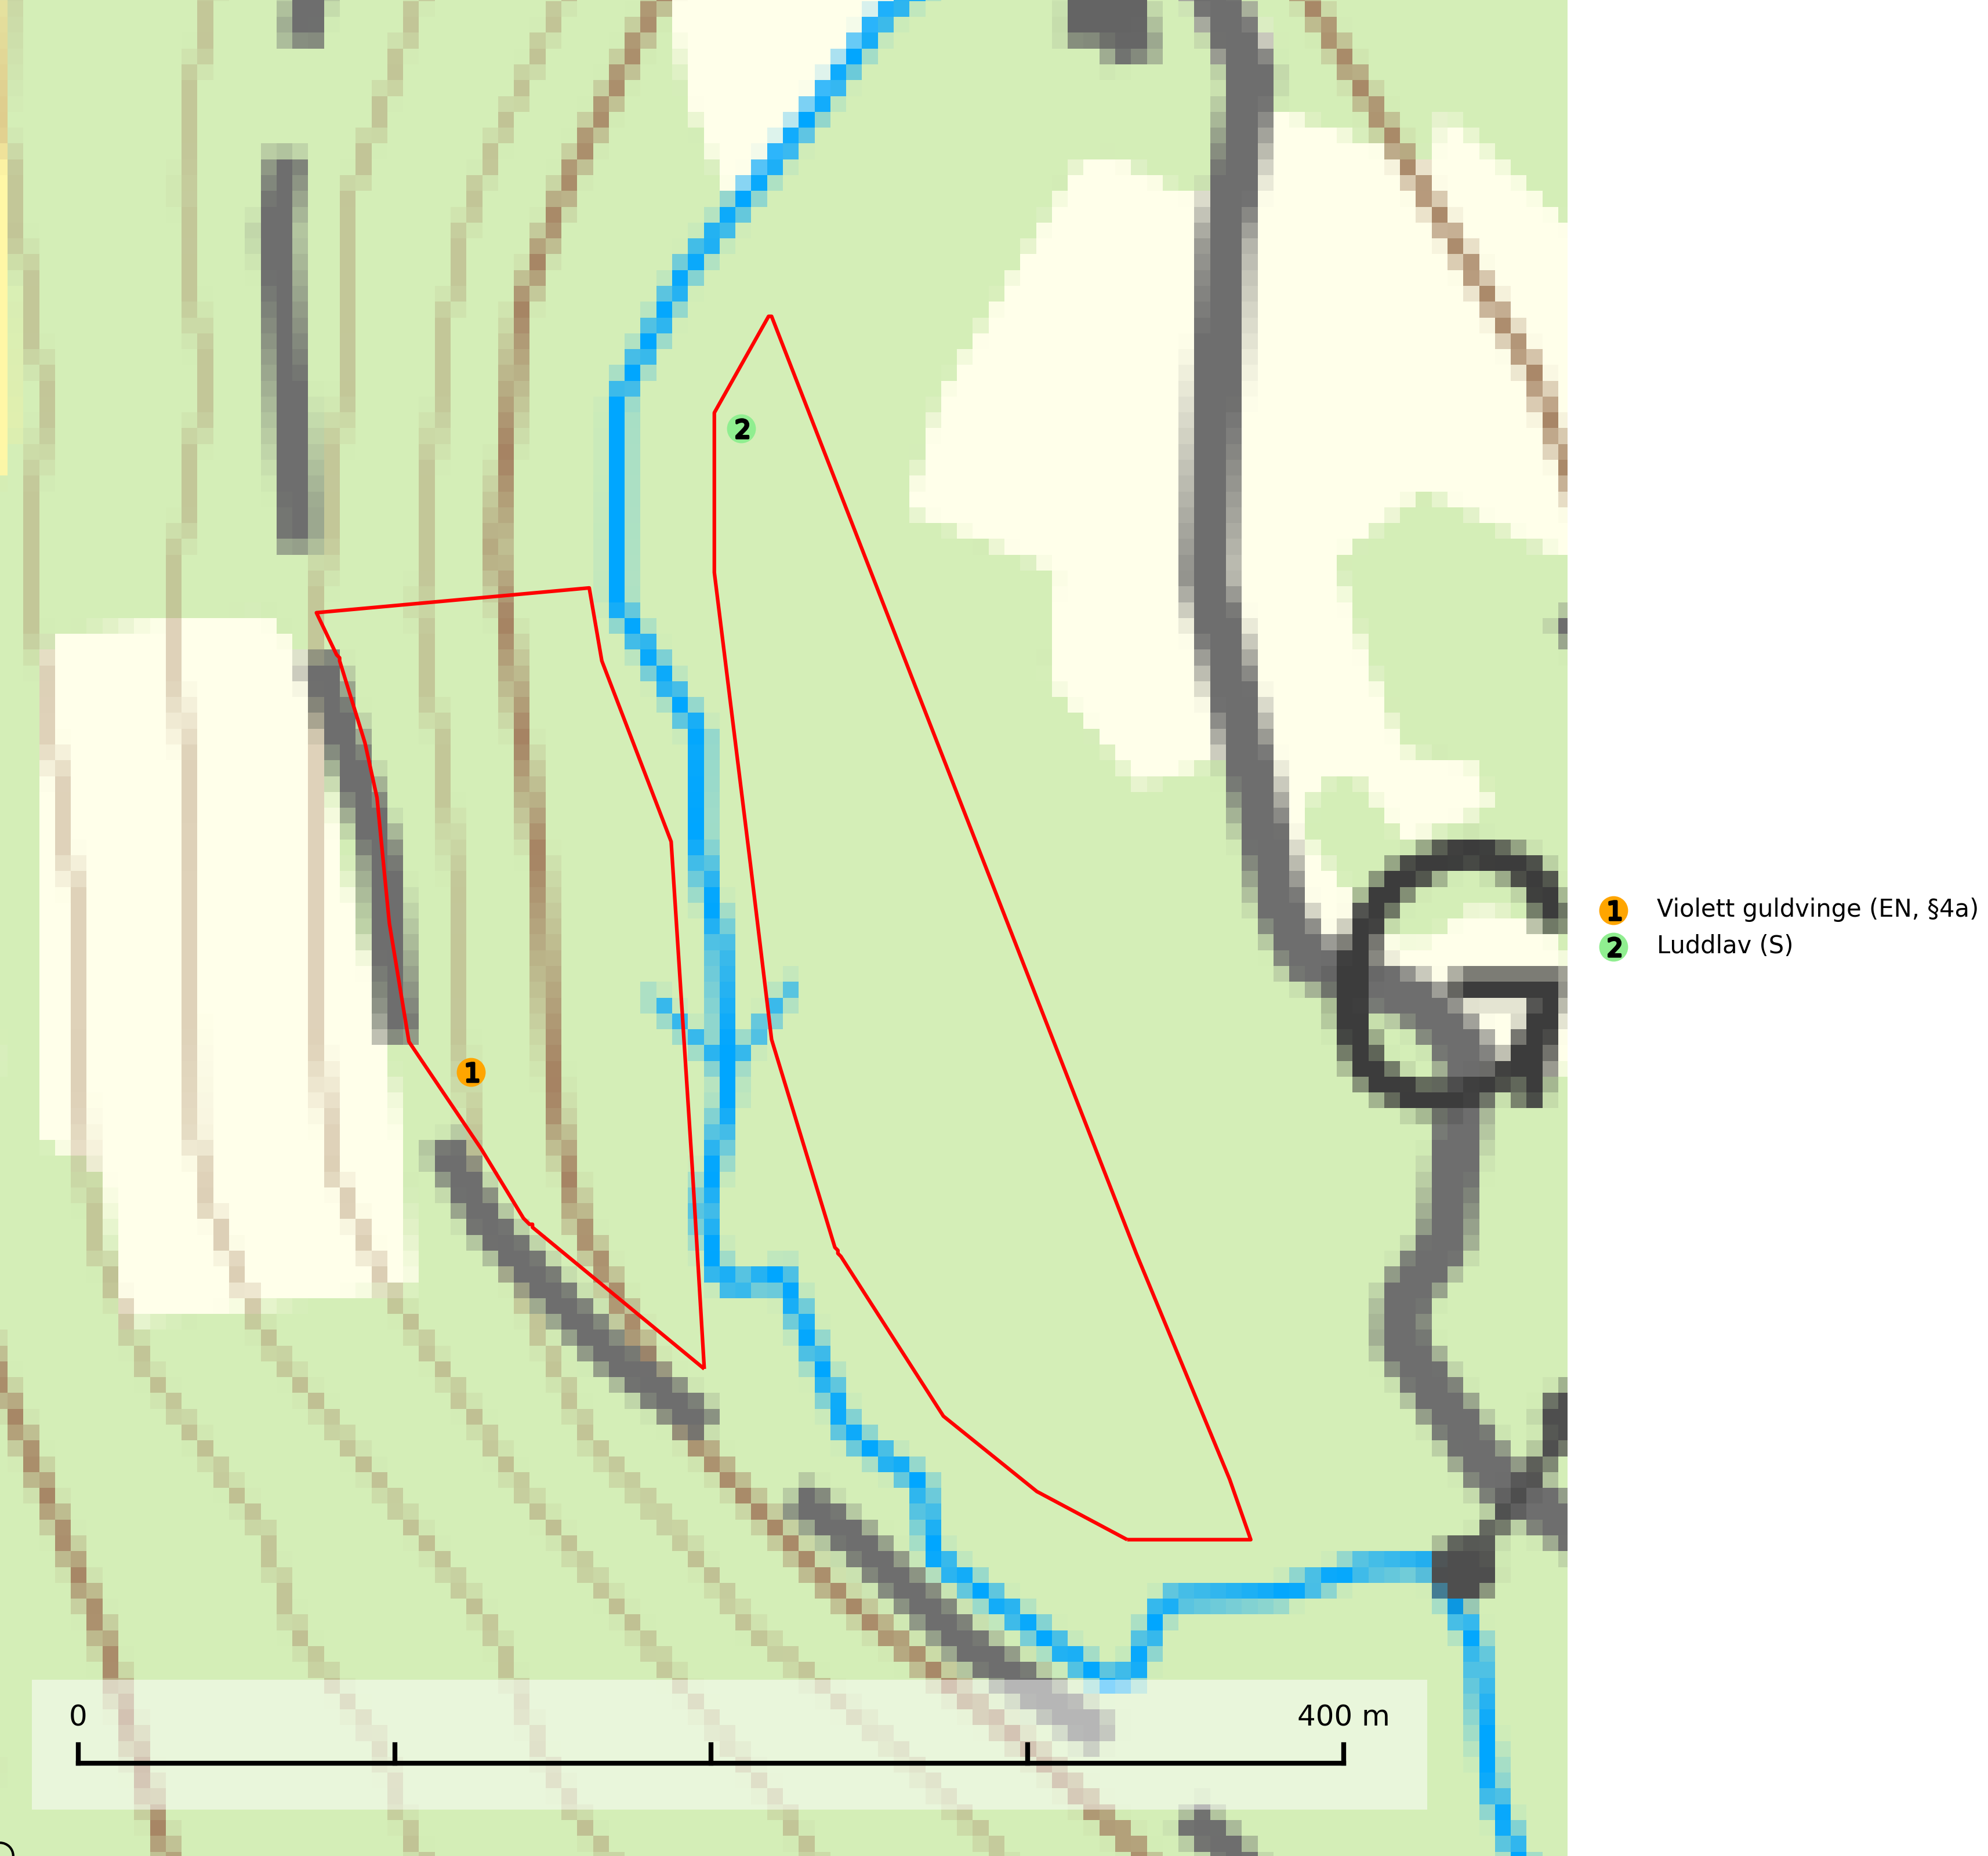 2
1
1 Violett guldvinge (EN, §4a)
2 Luddlav (S)
0 400 m